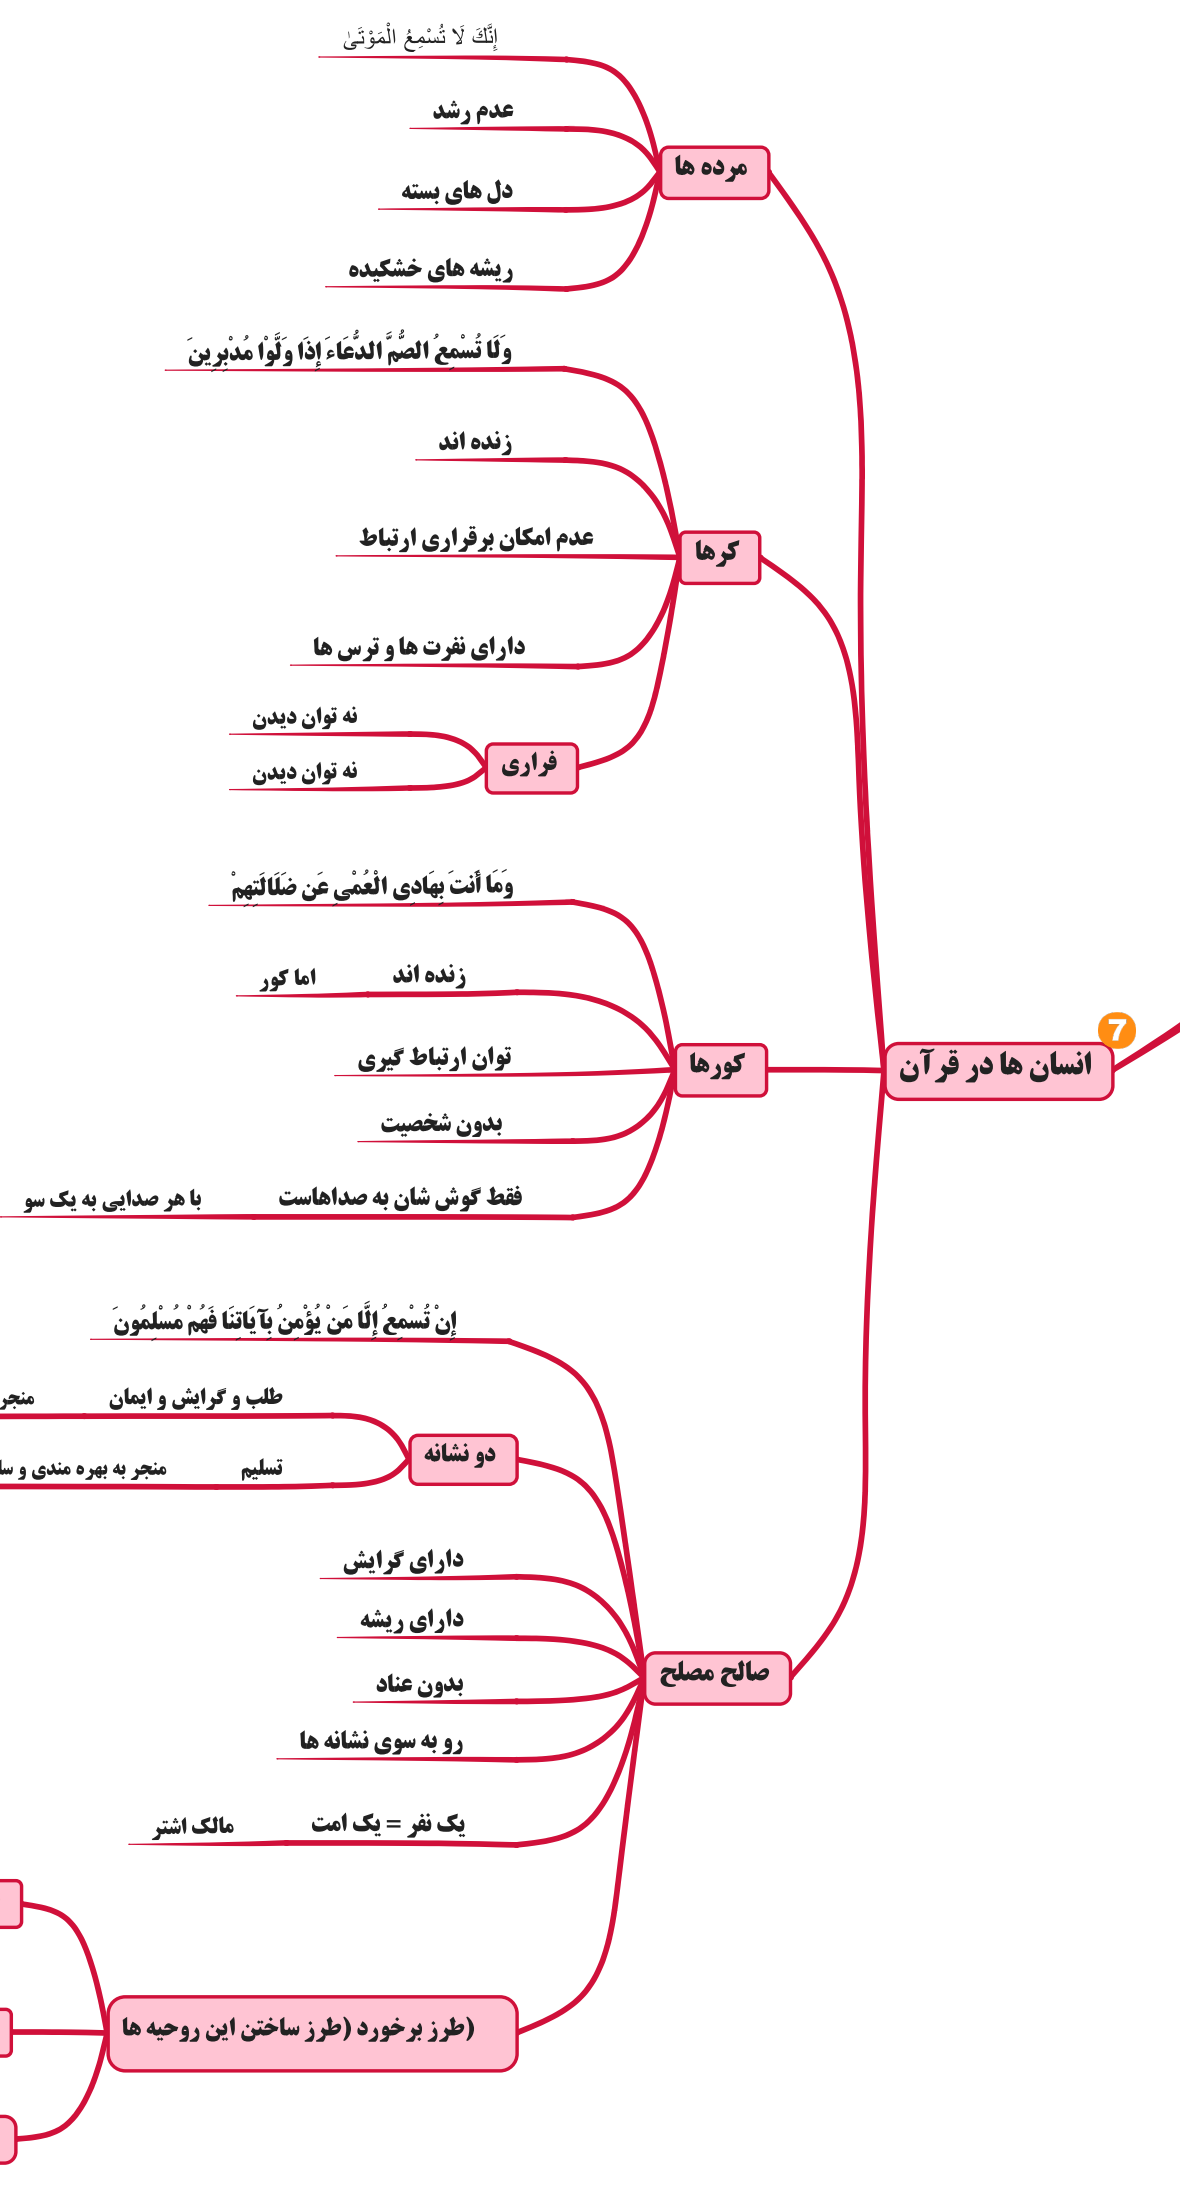 7
انسان ها در قرآن
مرده ها
إِنَّكَ لَا تُسْمِعُ الْمَوْتَىٰ
عدم رشد
دل های بسته
ریشه های خشکیده
کرها
وَلَا تُسْمِعُ الصُّمَّ الدُّعَاءَ إِذَا وَلَّوْا مُدْبِرِينَ
زنده اند
عدم امکان برقراری ارتباط
دارای نفرت ها و ترس ها
فراری
نه توان دیدن
نه توان دیدن
کورها
وَمَا أَنتَ بِهَادِي الْعُمْيِ عَن ضَلَالَتِهِمْ
زنده اند
اما کور
توان ارتباط گیری
بدون شخصیت
فقط گوش شان به صداهاست
با هر صدایی به یک سو
صالح مصلح
إِنْ تُسْمِعُ إِلَّا مَنْ يُؤْمِنُ بِآيَاتِنَا فَهُمْ مُسْلِمُونَ
دو نشانه
طلب و گرایش و ایمان
منجر
تسلیم
منجر به بهره مندی و سا
دارای گرایش
دارای ریشه
بدون عناد
رو به سوی نشانه ها
یک نفر = یک امت
مالک اشتر
(طرز برخورد (طرز ساختن این روحیه ها